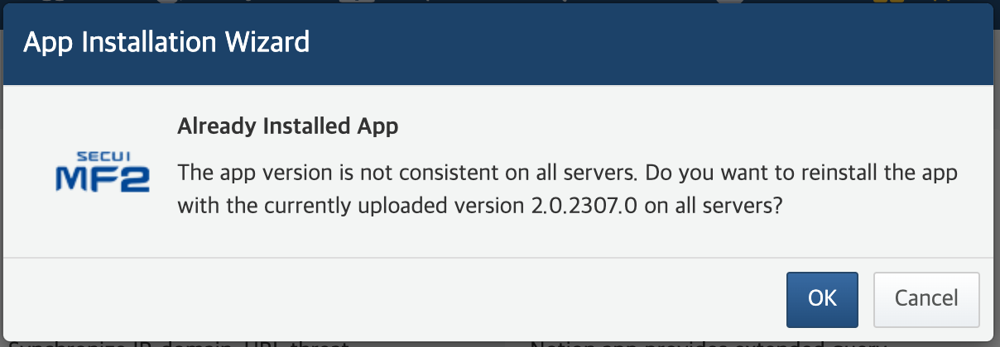 App Installation Wizard
Already Installed App
SECUI
MF2
The app version is not consistent on all servers. Do you want to reinstall the app
with the currently uploaded version 2.0.2307.0 on all servers?
OK
Cancel